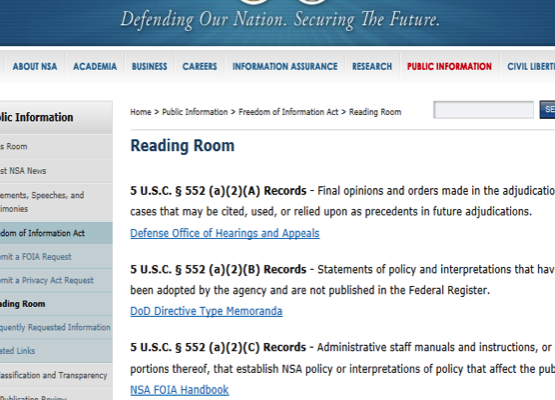 Defending Our Nation. Securing The Future.
ABOUT NSA ACADEMIA BUSINESS CAREERS INFORMATION ASSURANCE RESEARCH PUBLIC INFORMATION CIVIL LIBERT
Home > Public Information > Freedom of Information Act > Reading Room
SE
lic Information
s Room
st NSA News
ements, Speeches, and
imonies
dom of Information Act
mit a FOIA Request
mit a Privacy Act Request
ading Room
quently Requested Information
ated Links
lassification and Transparency
Publication Review
Reading Room
5 U.S.C. § 552 (a)(2)(A) Records - Final opinions and orders made in the adjudicatio
cases that may be cited, used, or relied upon as precedents in future adjudications.
Defense Office of Hearings and Appeals
5 U.S.C. § 552 (a)(2)(B) Records - Statements of policy and interpretations that hav
been adopted by the agency and are not published in the Federal Register.
DoD Directive Type Memoranda
5 U.S.C. § 552 (a)(2)(C) Records - Administrative staff manuals and instructions, or
portions thereof, that establish NSA policy or interpretations of policy that affect the pub
NSA FOIA Handbook